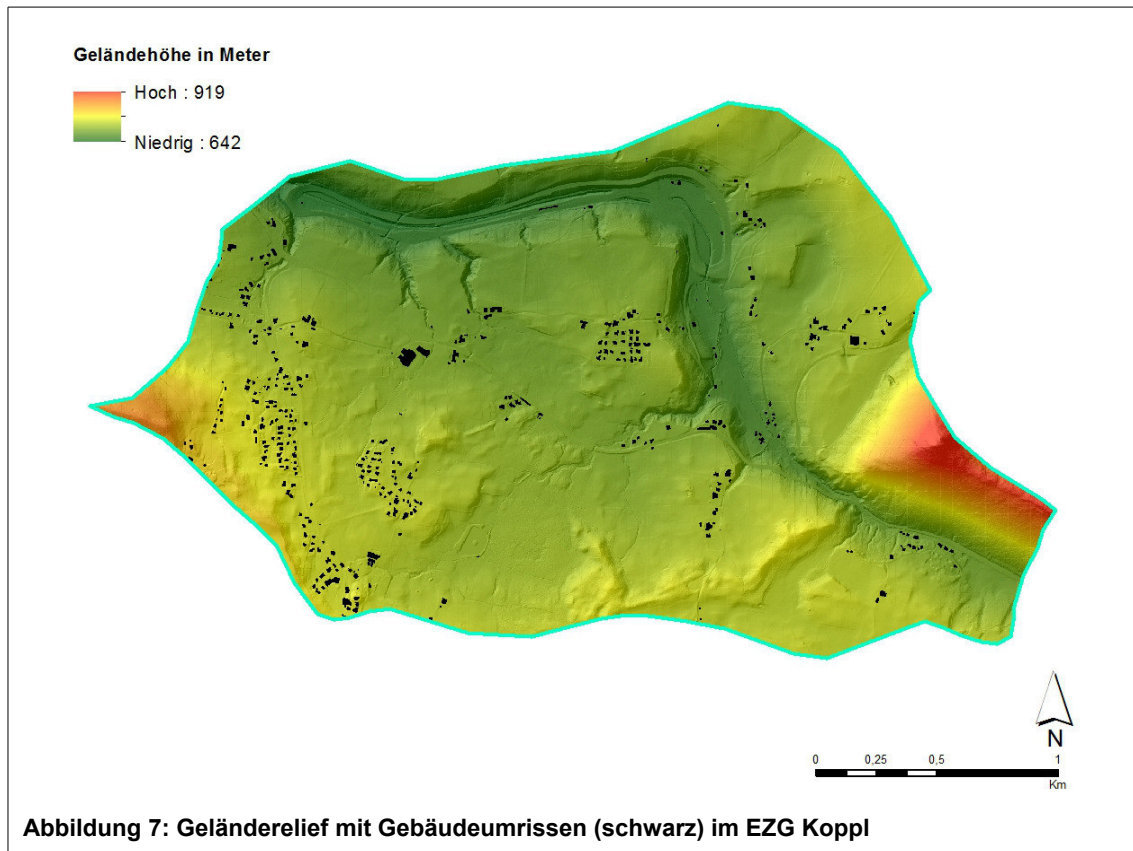 Geländehöhe in Meter
Hoch : 919
Niedrig : 642
N
0 0,25 0,5 1
Km
Abbildung 7: Geländerelief mit Gebäudeumrissen (schwarz) im EZG Koppl